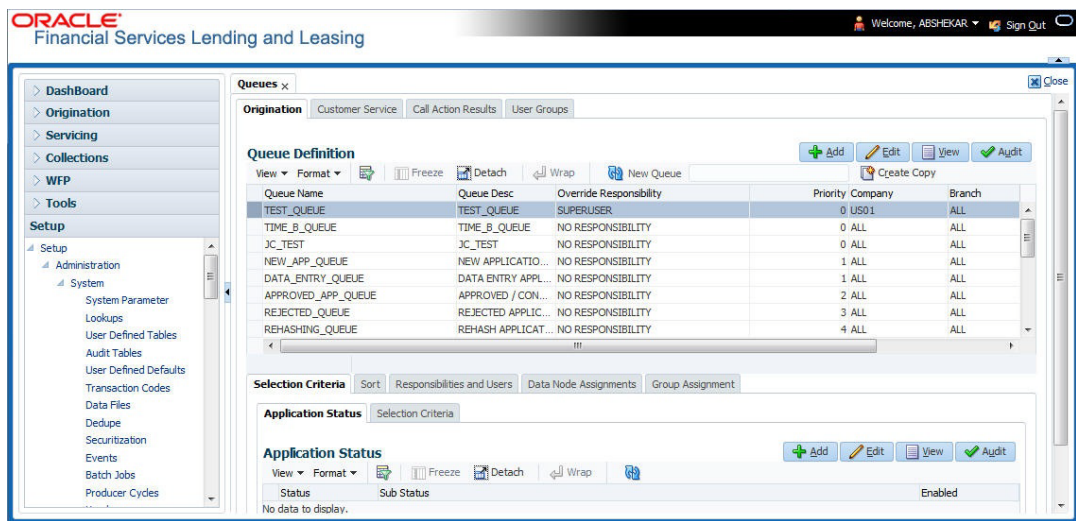 ORACLE
Financial Services Lending and Leasing
Welcome, ABSHEKAR Sign Out
Close
DashBoard
Origination
Servicing
Collections
WFP
Tools
Setup
Setup
Administration
System
System Parameter
Lookups
User Defined Tables
Audit Tables
User Defined Defaults
Transaction Codes
Data Files
Dedupe
Securitization
Events
Batch Jobs
Producer Cycles
Queues
Origination Customer Service Call Action Results User Groups
Queue Definition
Add Edit View Audit
View Format Freeze Detach Wrap New Queue Create Copy
Queue Name Queue Desc Override Responsibility Priority Company Branch
TEST_QUEUE TEST_QUEUE SUPERUSER 0 US01 ALL
TIME_B_QUEUE TIME_B_QUEUE NO RESPONSIBILITY 0 ALL ALL
JC_TEST JC_TEST NO RESPONSIBILITY 0 ALL ALL
NEW_APP_QUEUE NEW APPLICATIO... NO RESPONSIBILITY 1 ALL ALL
DATA_ENTRY_QUEUE DATA ENTRY APPL... NO RESPONSIBILITY 1 ALL ALL
APPROVED_APP_QUEUE APPROVED / CON... NO RESPONSIBILITY 2 ALL ALL
REJECTED_QUEUE REJECTED APPLIC... NO RESPONSIBILITY 3 ALL ALL
REHASHING_QUEUE REHASH APPLICAT... NO RESPONSIBILITY 4 ALL ALL
Selection Criteria Sort Responsibilities and Users Data Node Assignments Group Assignment
Application Status Selection Criteria
Application Status
Add Edit View Audit
View Format Freeze Detach Wrap
Status Sub Status Enabled
No data to display.